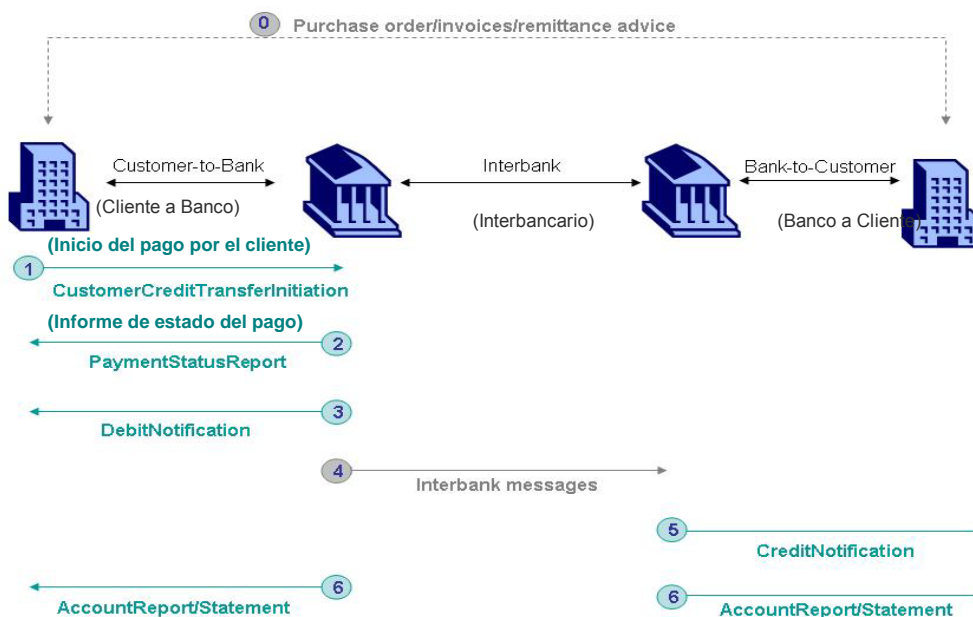 0 Purchase order/invoices/remittance advice
Customer-to-Bank
Interbank
Bank-to-Customer
(Cliente a Banco)
(Interbancario)
(Banco a Cliente)
(Inicio del pago por el cliente)
1
CustomerCreditTransferInitiation
(Informe de estado del pago)
2
PaymentStatusReport
3
DebitNotification
4
Interbank messages
5
CreditNotification
6
AccountReport/Statement
6
AccountReport/Statement